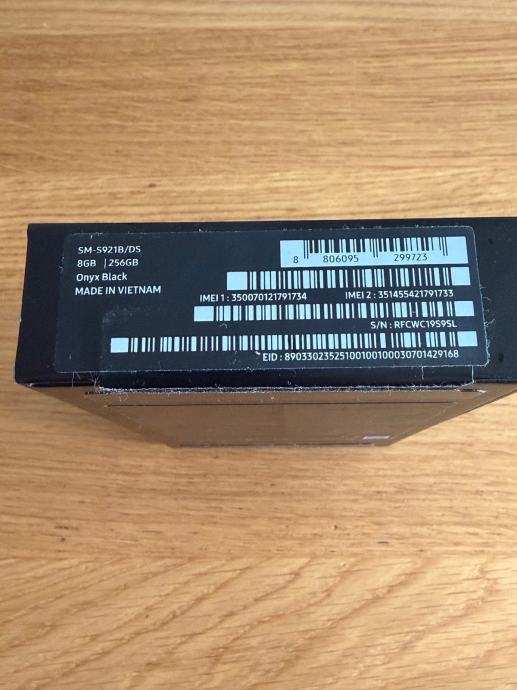 SM-S921B/DS
8GB | 256GB
Onyx Black
MADE IN VIETNAM
8 806095 299723
IMEI 1 : 350070121791734 IMEI 2 : 351455421791733
S/N : RFCWC19S9SL
EID : 89033023525100100100030701429168